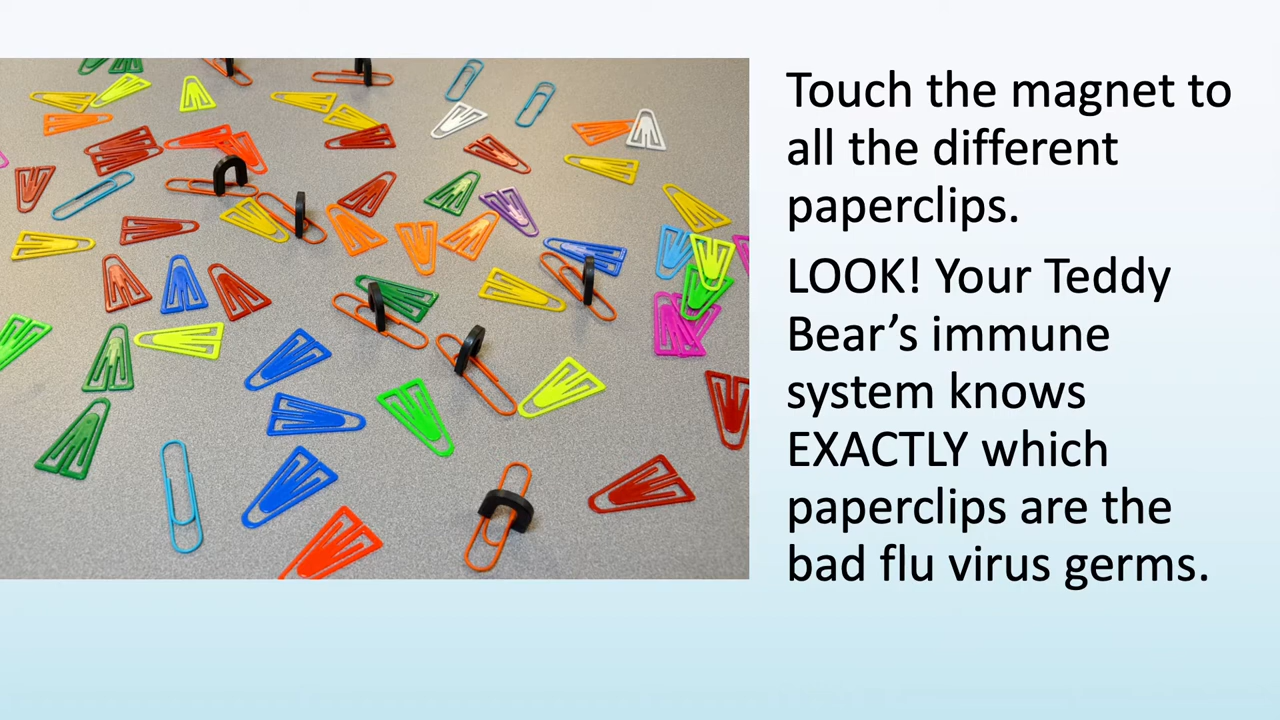 Touch the magnet to
all the different
paperclips.
LOOK! Your Teddy
Bear’s immune
system knows
EXACTLY which
paperclips are the
bad flu virus germs.